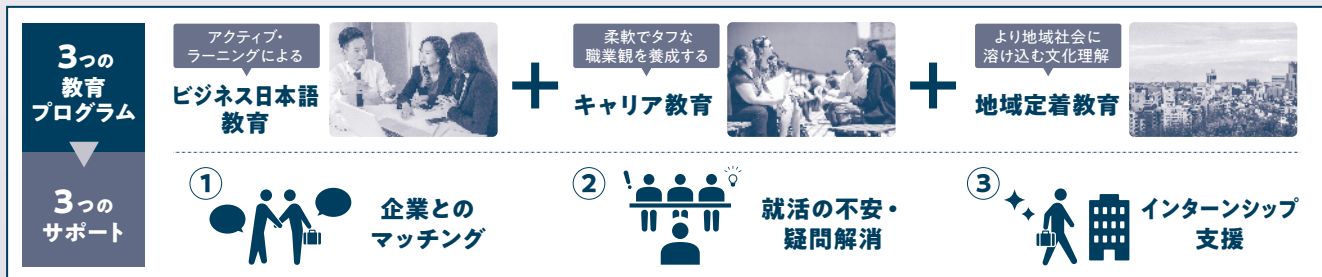 3つの
教育
プログラム
アクティブ・
ラーニングによる
ビジネス日本語
教育
+
柔軟でタフな
職業観を養成する
キャリア教育
+
より地域社会に
溶け込む文化理解
地域定着教育
3つの
サポート
①
企業との
マッチング
②
!
就活の不安・
疑問解消
③
インターンシップ
支援